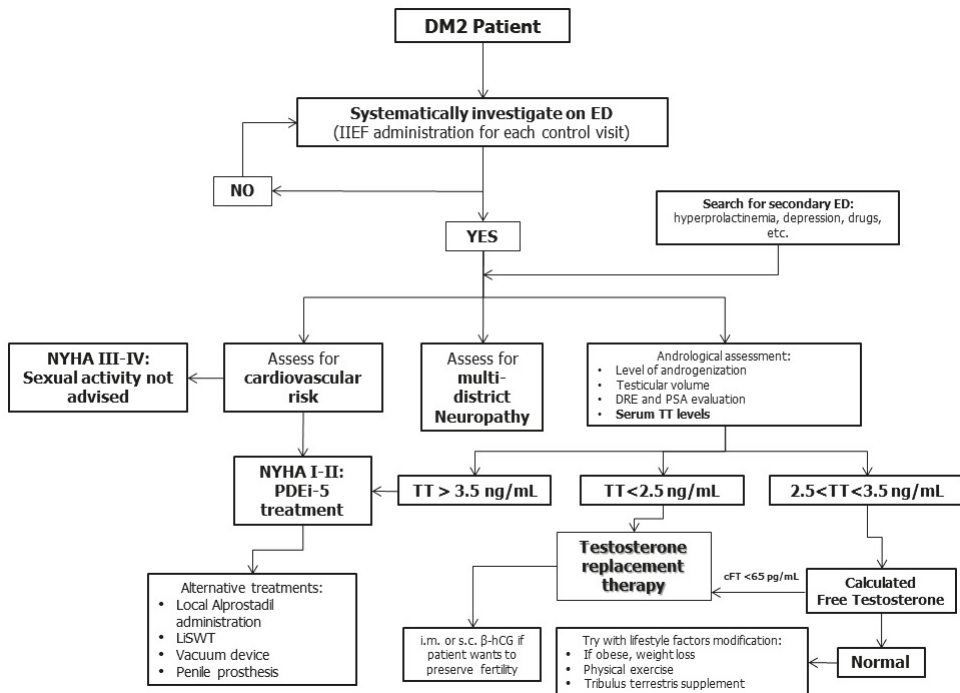 DM2 Patient
Systematically investigate on ED
(IIEF administration for each control visit)
NO
Search for secondary ED:
hyperprolactinemia, depression, drugs,
etc.
YES
NYHA III-IV:
Sexual activity not
advised
Assess for
cardiovascular
risk
Assess for
multi-
district
Neuropathy
Andrological assessment:
• Level of androgenization
• Testicular volume
• DRE and PSA evaluation
• Serum TT levels
NYHA I-II:
PDEi-5
treatment
TT > 3.5 ng/mL
TT<2.5 ng/mL
2.5<TT<3.5 ng/mL
Testosterone
replacement
therapy
cFT <65 pg/mL
Calculated
Free Testosterone
Alternative treatments:
• Local Alprostadil
administration
• LiSWT
• Vacuum device
• Penile prosthesis
i.m. or s.c. β-hCG if
patient wants to
preserve fertility
Try with lifestyle factors modification:
• If obese, weight loss
• Physical exercise
• Tribulus terrestris supplement
Normal